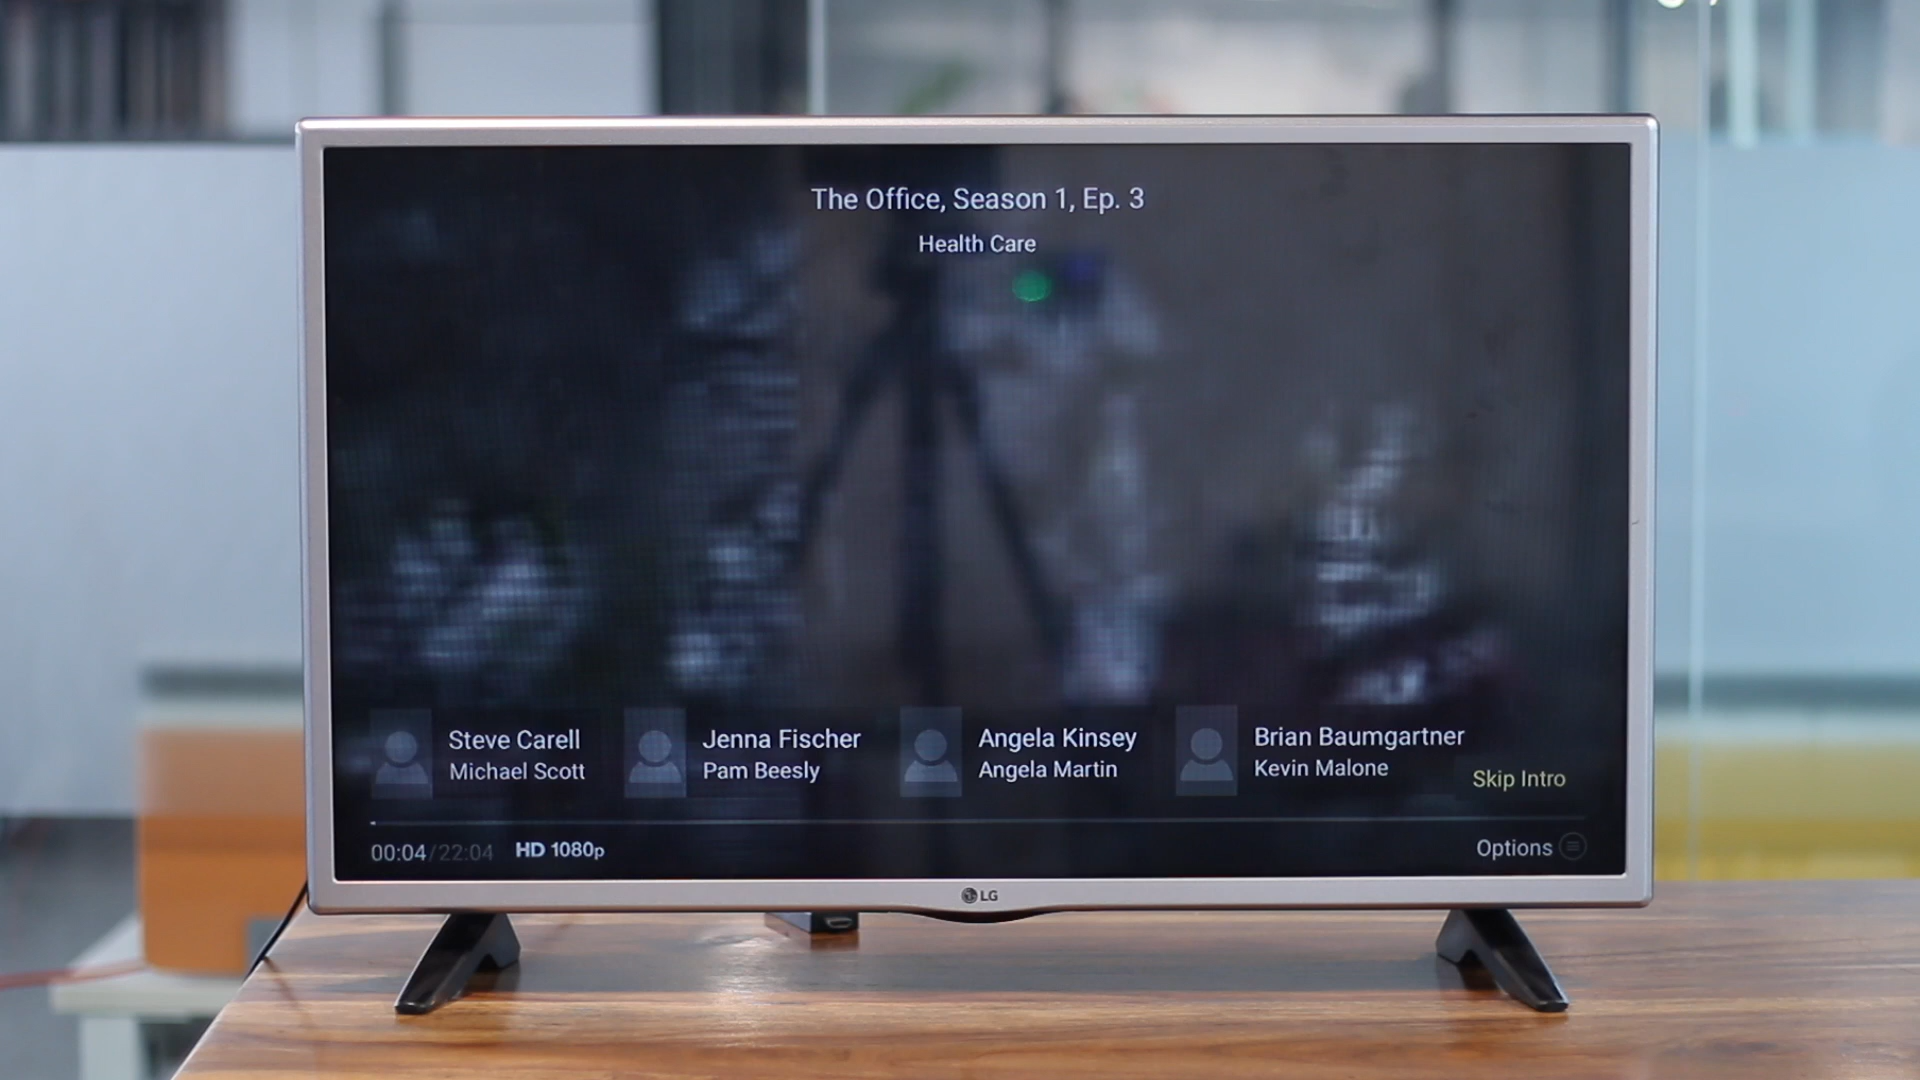 The Office, Season 1, Ep. 3
Health Care
Steve Carell
Michael Scott
Jenna Fischer
Pam Beesly
Angela Kinsey
Angela Martin
Brian Baumgartner
Kevin Malone
Skip Intro
00:04/22:04 HD 1080p
Options
LG